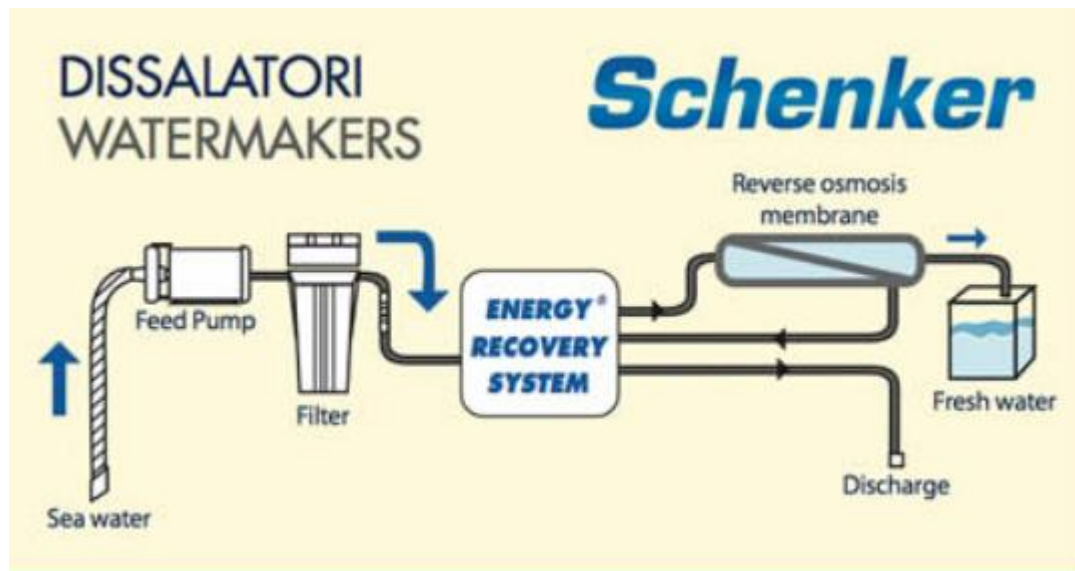 DISSALATORI
WATERMAKERS
Schenker
Reverse osmosis
membrane
Feed Pump
ENERGY®
RECOVERY
SYSTEM
Filter
Fresh water
Discharge
Sea water